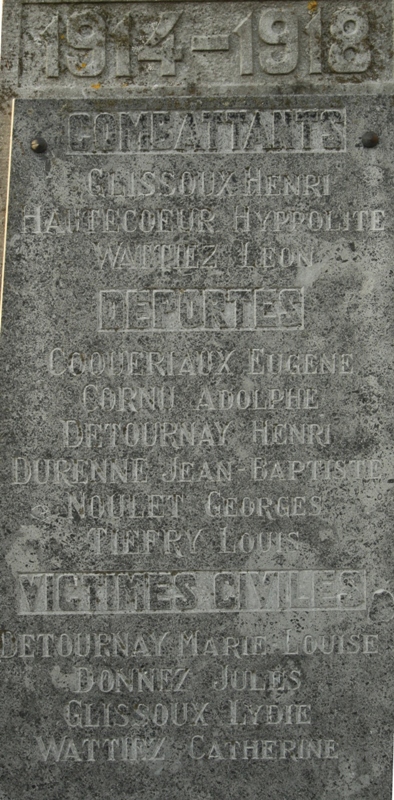 1914-1918
COMBATTANTS
GLISSOUX HENRI
HAUTECOEUR HYPPOLITE
WATTIEZ LEON
DEPORTES
COQUERIAUX EUGENE
CORNU ADOLPHE
DETOURNAY HENRI
DURENNE JEAN-BAPTISTE
NOULET GEORGES
TIEFRY LOUIS
VICTIMES CIVILES
DETOURNAY MARIE-LOUISE
DONNEZ JULES
GLISSOUX LYDIE
WATTIEZ CATHERINE